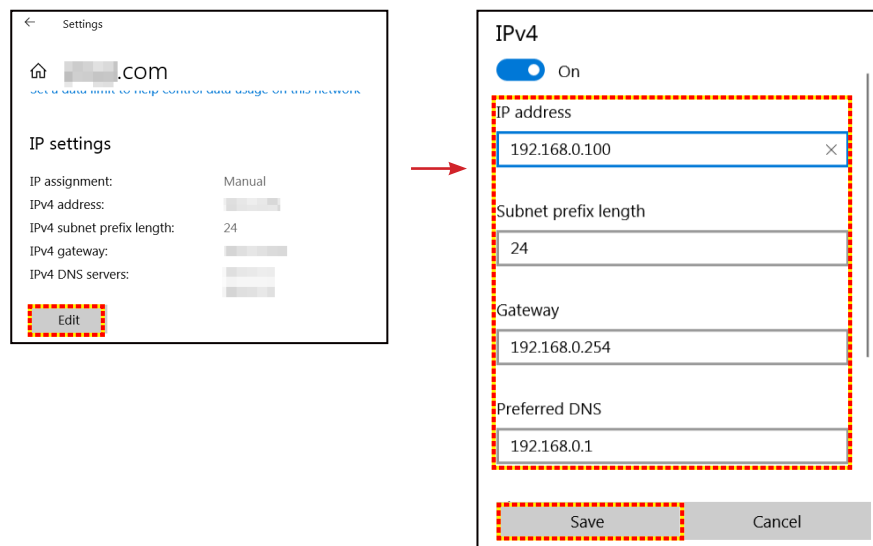 Settings
.com
Set a data limit to help control data usage on this network
IP settings
IP assignment: Manual
IPv4 address:
IPv4 subnet prefix length: 24
IPv4 gateway:
IPv4 DNS servers:
Edit
IPv4
On
IP address
192.168.0.100
Subnet prefix length
24
Gateway
192.168.0.254
Preferred DNS
192.168.0.1
Save Cancel